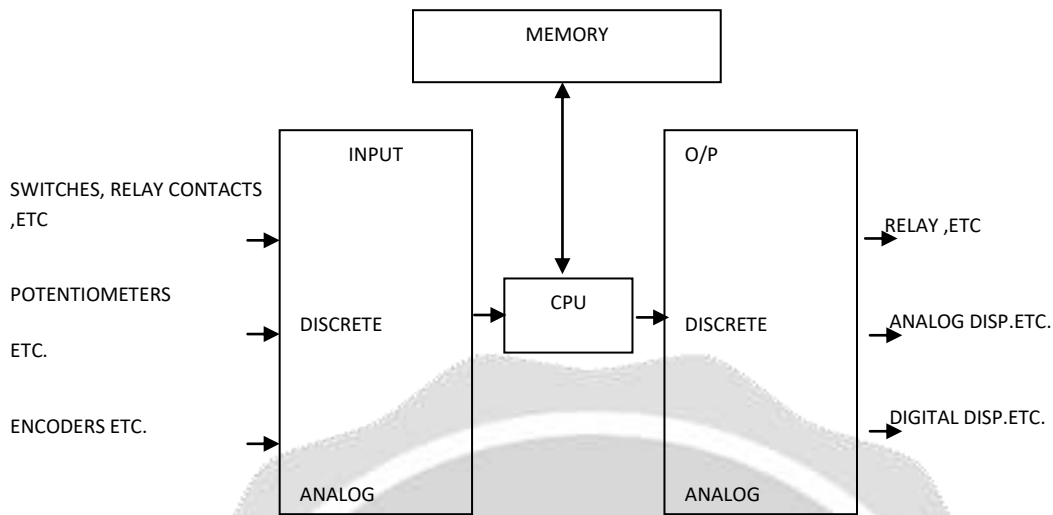 MEMORY
INPUT
O/P
SWITCHES, RELAY CONTACTS
,ETC
RELAY ,ETC
POTENTIOMETERS
ETC.
DISCRETE
CPU
DISCRETE
ANALOG DISP.ETC.
ENCODERS ETC.
DIGITAL DISP.ETC.
ANALOG
ANALOG